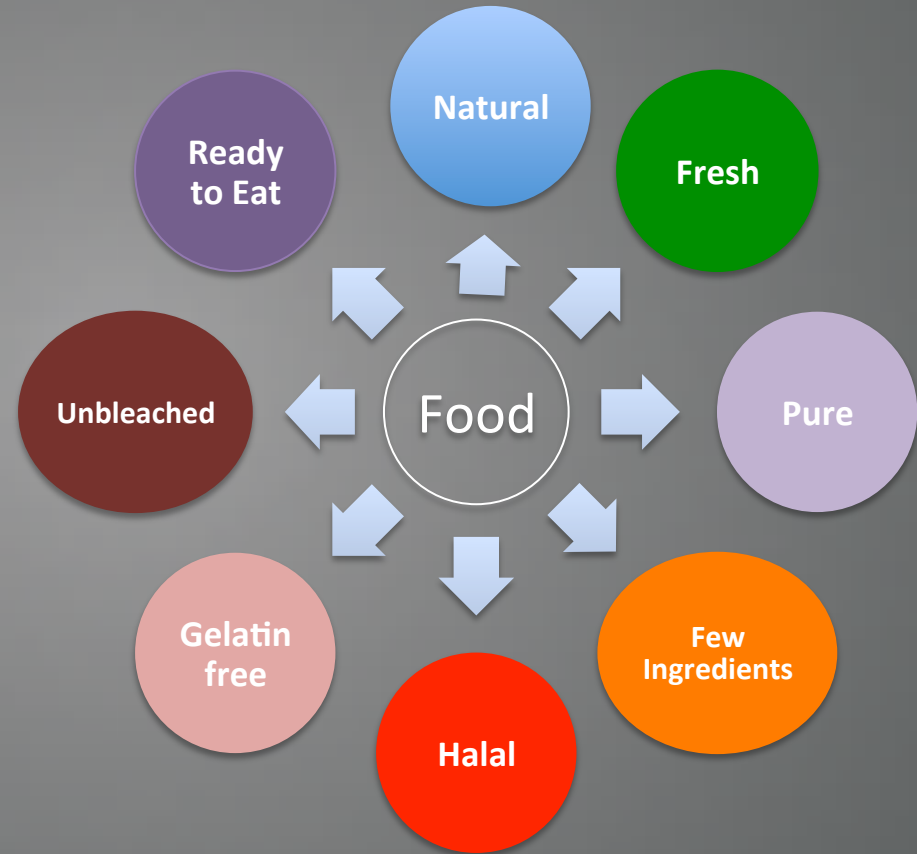 Natural
Fresh
Pure
Few
Ingredients
Halal
Gelatin
free
Unbleached
Ready
to Eat
Food